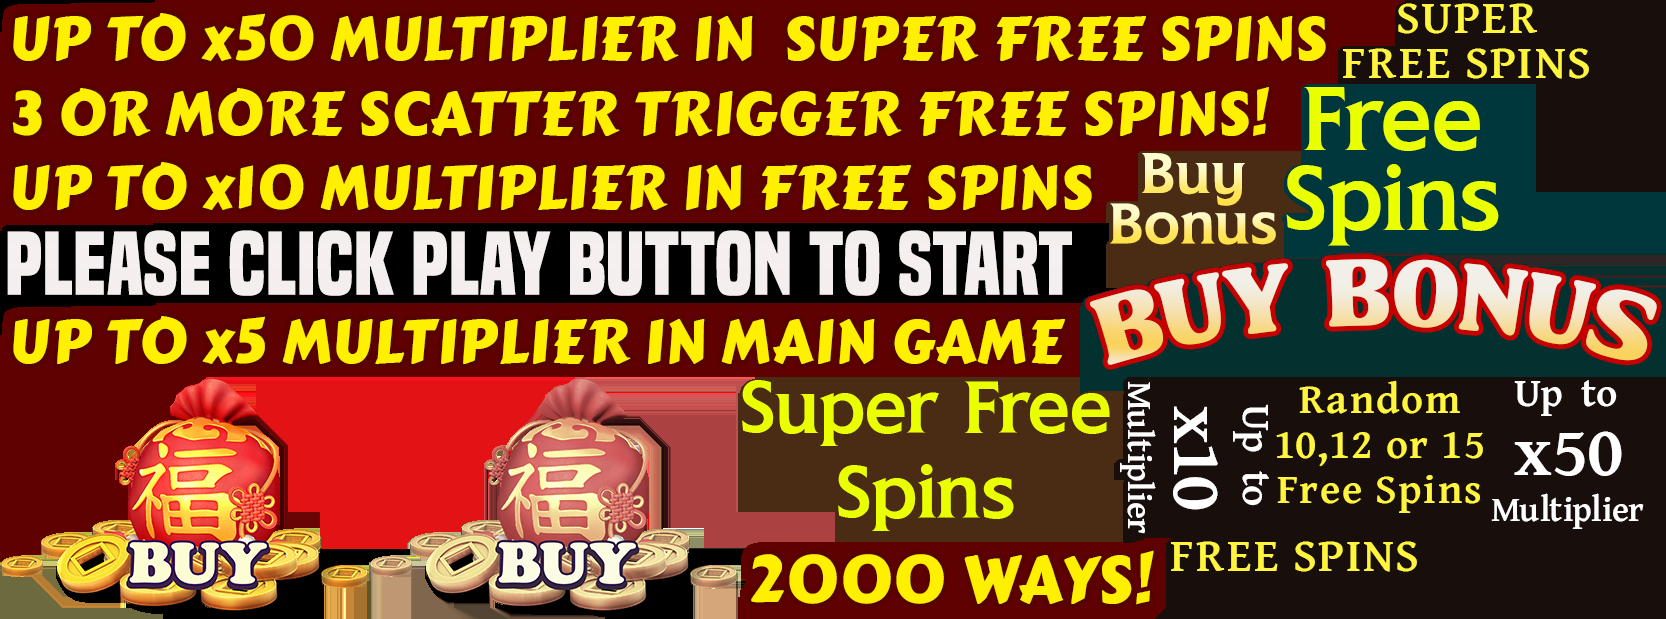 UP TO x50 MULTIPLIER IN SUPER FREE SPINS
SUPER
FREE SPINS
3 OR MORE SCATTER TRIGGER FREE SPINS!
Free
Spins
UP TO x10 MULTIPLIER IN FREE SPINS
Buy
Bonus
PLEASE CLICK PLAY BUTTON TO START
BUY BONUS
UP TO x5 MULTIPLIER IN MAIN GAME
福
BUY
福
BUY
Super Free
Spins
Up to
x10
Multiplier
Random
10,12 or 15
Free Spins
Up to
x50
Multiplier
2000 WAYS!
FREE SPINS